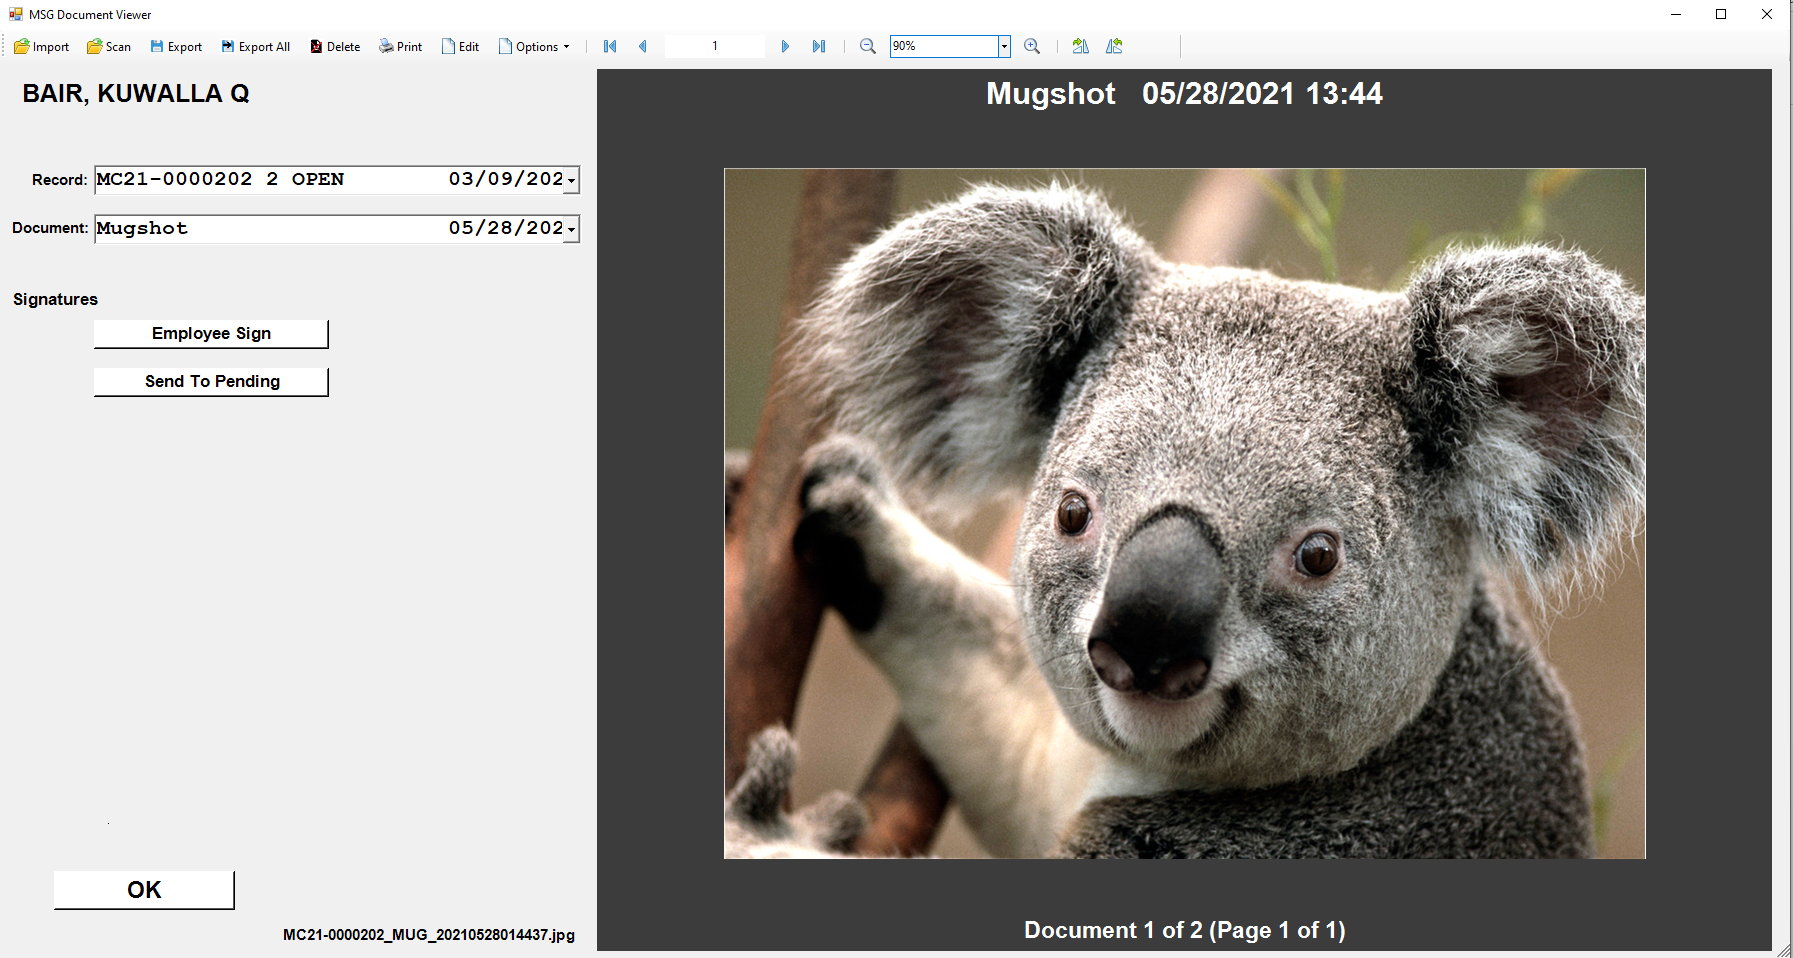 MSG Document Viewer
Import Scan Export Export All Delete Print Edit Options 1 90%
BAIR, KUWALLA Q
Record: MC21-0000202 2 OPEN 03/09/202
Document: Mugshot 05/28/202
Signatures
Employee Sign
Send To Pending
OK
MC21-0000202_MUG_20210528014437.jpg
Mugshot 05/28/2021 13:44
Document 1 of 2 (Page 1 of 1)